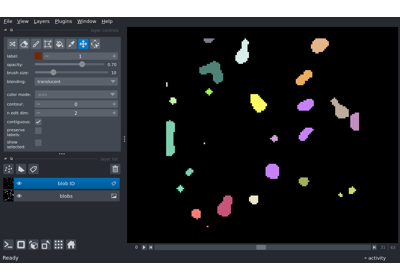 File View Layers Plugins Window Help
layer controls
label: 1
opacity: 0.70
brush size: 10
blending: translucent
color mode:
contour: 0
n edit dim: 2
contiguous:
preserve labels:
show selected:
layer list
blob ID
blobs
0
Ready
activity